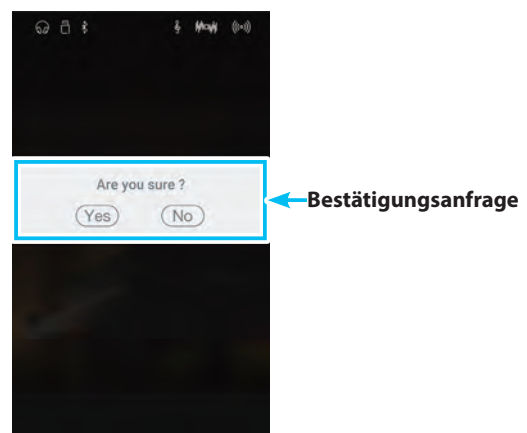 Are you sure ?
Yes No
Bestätigungsanfrage